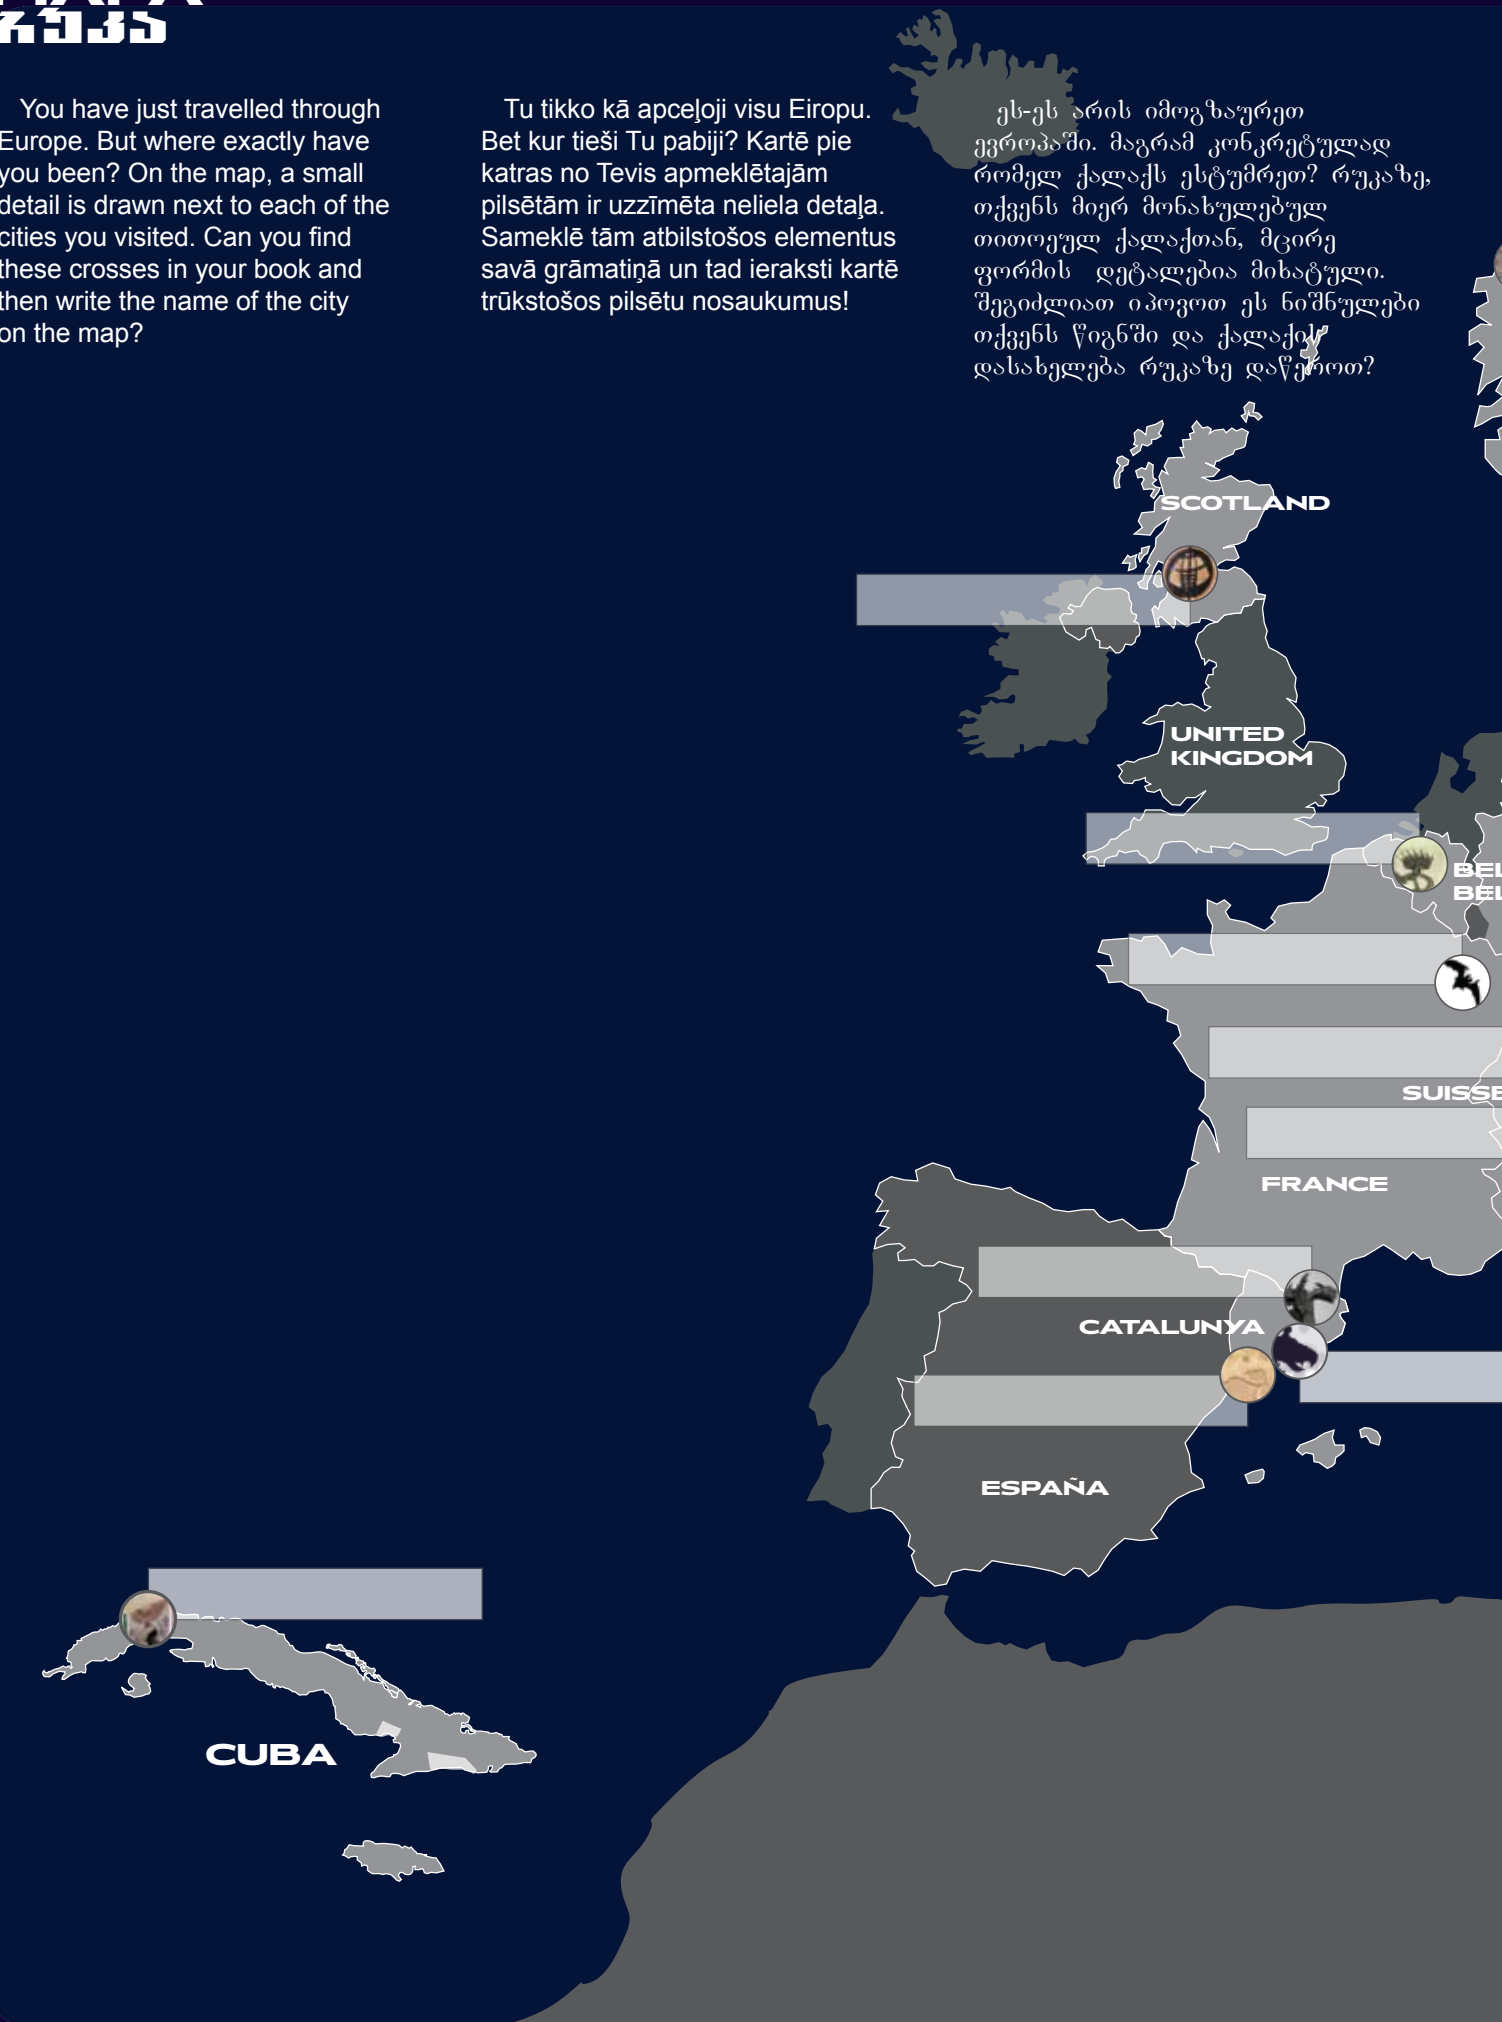 რუკა
You have just travelled through
Europe. But where exactly have
you been? On the map, a small
detail is drawn next to each of the
cities you visited. Can you find
these crosses in your book and
then write the name of the city
on the map?
Tu tikko kā apceļoji visu Eiropu.
Bet kur tieši Tu pabiji? Kartē pie
katras no Tevis apmeklētajām
pilsētām ir uzzīmēta neliela detaļa.
Sameklē tām atbilstošos elementus
savā grāmatiņā un tad ieraksti kartē
trūkstošos pilsētu nosaukumus!
ეს-ეს არის იმოგზაურეთ
ევროპაში. მაგრამ კონკრეტულად
რომელ ქალაქს ესტუმრეთ? რუკაზე,
თქვენს მიერ მონახულებულ
თითოეულ ქალაქთან, მცირე
ფორმის დეტალებია მიხატული.
შეგიძლიათ იპოვოთ ეს ნიშნულები
თქვენს წიგნში და ქალაქის
დასახელება რუკაზე დაწეროთ?
SCOTLAND
UNITED
KINGDOM
BEL
BEL
SUISSE
FRANCE
CATALUNYA
ESPAÑA
CUBA